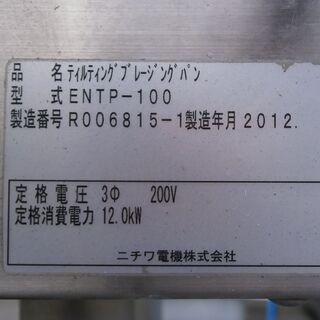 品 名 ﾃｨﾙﾃｨﾝｸﾞﾌﾞﾚｰｼﾞﾝｸﾞﾊﾟﾝ
型 式 ENTP-100
製造番号 R006815-1 製造年月 2012.
定格電圧 3Φ 200V
定格消費電力 12.0kW
ニチワ電機株式会社